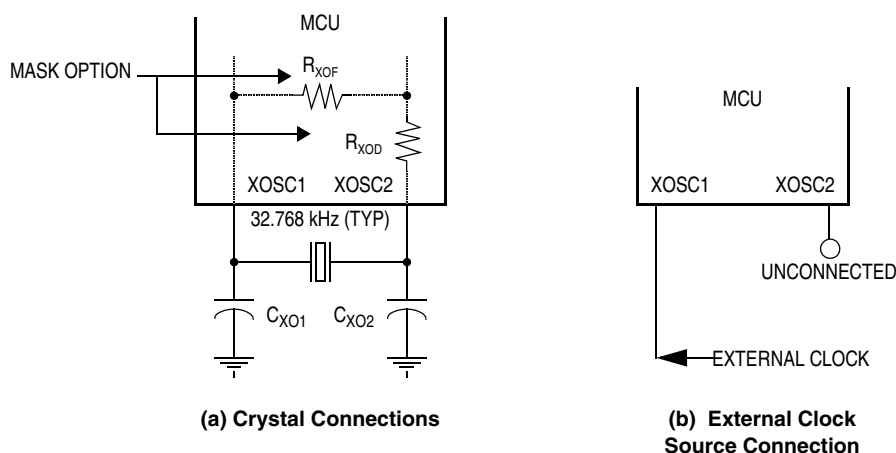 MCU
MASK OPTION
RXOF
RXOD
XOSC1 XOSC2
32.768 kHz (TYP)
CXO1 CXO2
(a) Crystal Connections
MCU
XOSC1 XOSC2
UNCONNECTED
EXTERNAL CLOCK
(b) External Clock
Source Connection